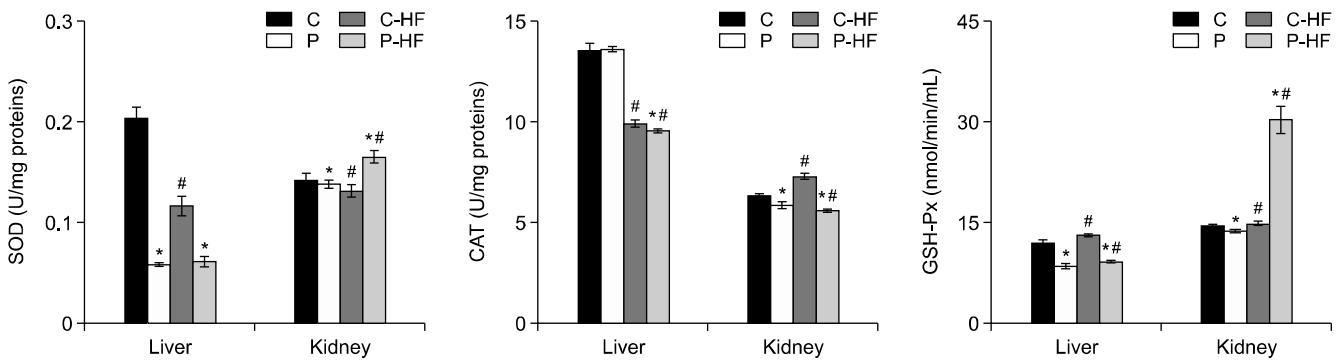 SOD (U/mg proteins)
0.3
0.2
0.1
0
C C-HF
P P-HF
*
#
*
*
#
*#
Liver Kidney
CAT (U/mg proteins)
15
10
5
0
C C-HF
P P-HF
#
*#
*
#
*#
Liver Kidney
GSH-Px (nmol/min/mL)
45
30
15
0
C C-HF
P P-HF
*
#
*#
*
#
*#
Liver Kidney